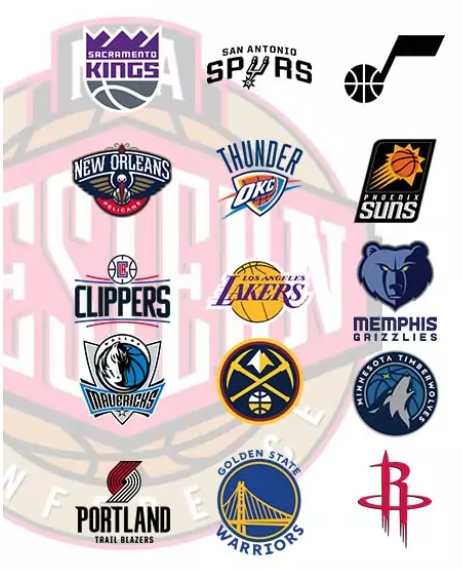 SACRAMENTO
KINGS
SAN ANTONIO
SPURS
NEW ORLEANS
PELICANS
THUNDER
OKC
PHOENIX
SUNS
LAC
CLIPPERS
LOS ANGELES
LAKERS
MEMPHIS
GRIZZLIES
DALLAS
MAVERICKS
MINNESOTA TIMBERWOLVES
PORTLAND
TRAIL BLAZERS
GOLDEN STATE
WARRIORS
R